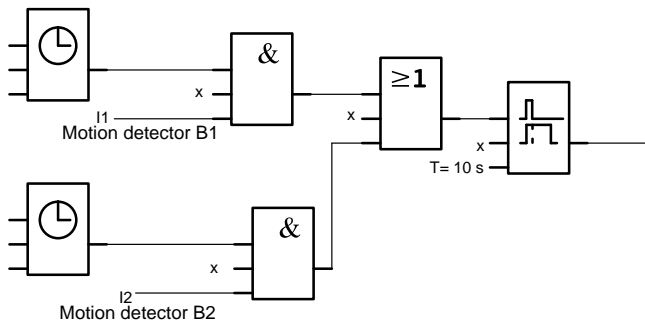 &
≥1
x
I1
Motion detector B1
x
x
T= 10 s
&
x
I2
Motion detector B2